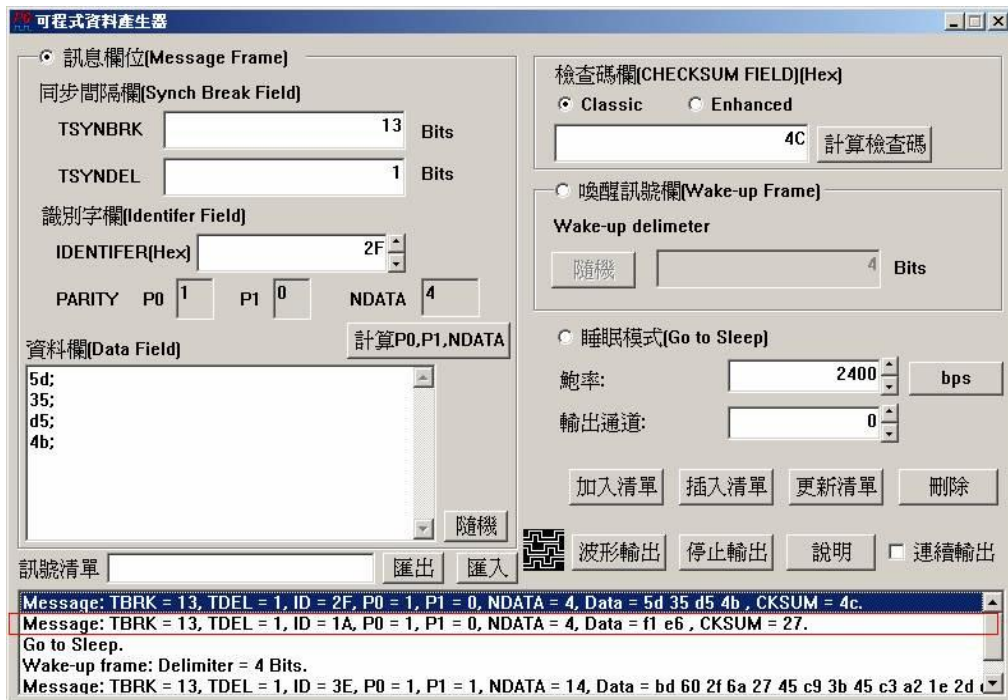 可程式資料產生器
訊息欄位(Message Frame)
同步間隔欄(Synch Break Field)
TSYNBRK 13 Bits
TSYNDEL 1 Bits
識別字欄(Identifer Field)
IDENTIFER(Hex) 2F
PARITY P0 1 P1 0 NDATA 4
計算P0,P1,NDATA
資料欄(Data Field)
5d;
35;
d5;
4b;
隨機
訊號清單 匯出 匯入
檢查碼欄(CHECKSUM FIELD)(Hex)
Classic Enhanced
4C 計算檢查碼
喚醒訊號欄(Wake-up Frame)
Wake-up delimeter
隨機 4 Bits
睡眠模式(Go to Sleep)
鮑率: 2400 bps
輸出通道: 0
加入清單 插入清單 更新清單 刪除
波形輸出 停止輸出 說明 連續輸出
Message: TBRK = 13, TDEL = 1, ID = 2F, P0 = 1, P1 = 0, NDATA = 4, Data = 5d 35 d5 4b , CKSUM = 4c.
Message: TBRK = 13, TDEL = 1, ID = 1A, P0 = 1, P1 = 0, NDATA = 4, Data = f1 e6 , CKSUM = 27.
Go to Sleep.
Wake-up frame: Delimiter = 4 Bits.
Message: TBRK = 13, TDEL = 1, ID = 3E, P0 = 1, P1 = 1, NDATA = 14, Data = bd 60 2f 6a 27 45 c9 3b 45 c3 a2 1e 2d